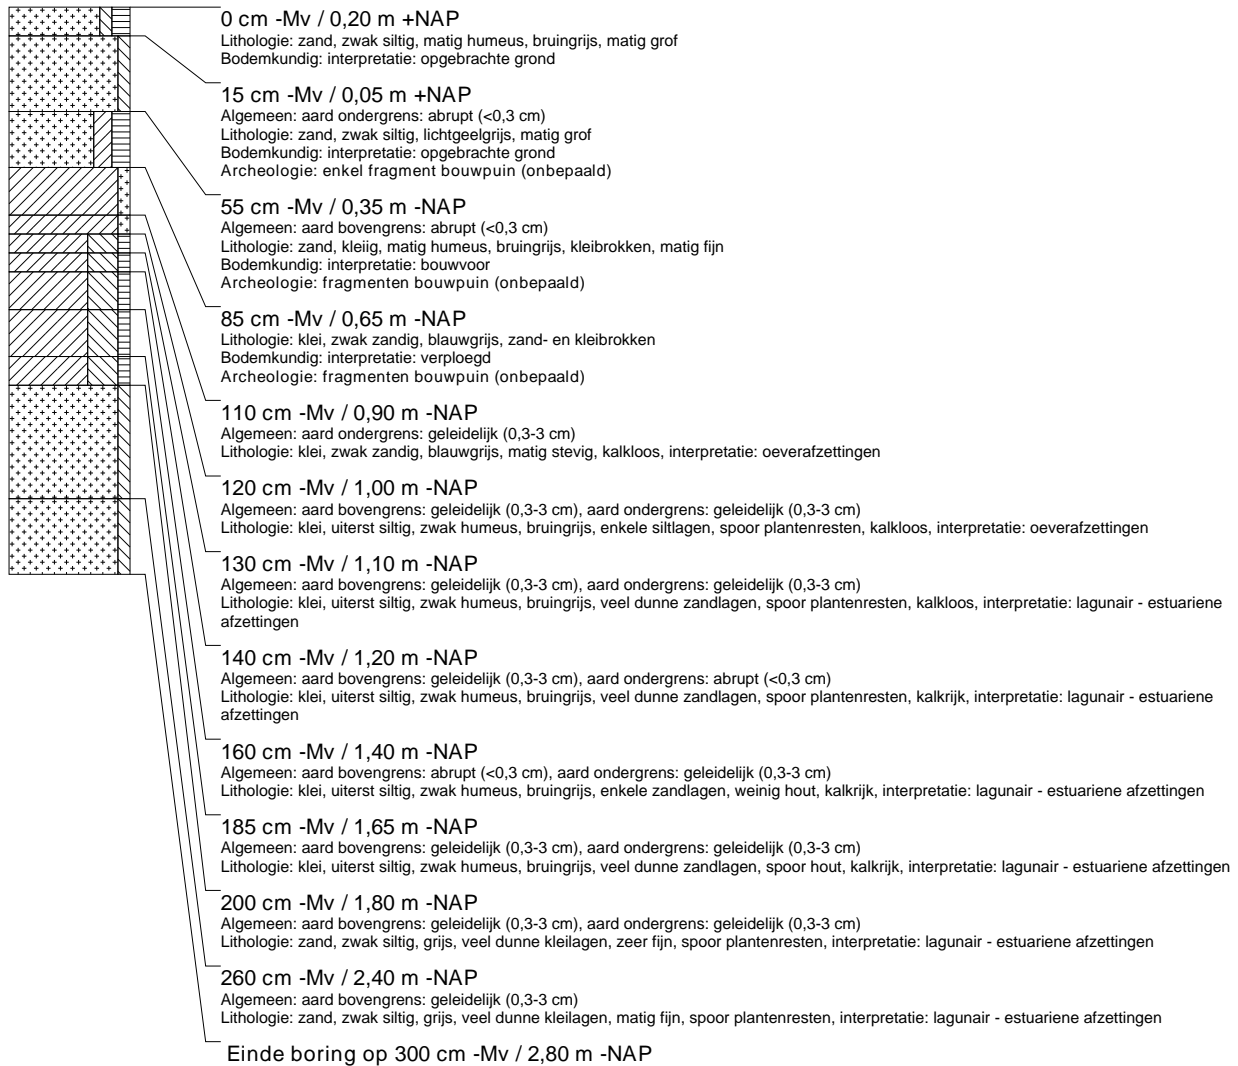 0 cm -Mv / 0,20 m +NAP
Lithologie: zand, zwak siltig, matig humeus, bruingrijs, matig grof
Bodemkundig: interpretatie: opgebrachte grond
15 cm -Mv / 0,05 m +NAP
Algemeen: aard ondergrens: abrupt (<0,3 cm)
Lithologie: zand, zwak siltig, lichtgeelgrijs, matig grof
Bodemkundig: interpretatie: opgebrachte grond
Archeologie: enkel fragment bouwpuin (onbepaald)
55 cm -Mv / 0,35 m -NAP
Algemeen: aard bovengrens: abrupt (<0,3 cm)
Lithologie: zand, kleiig, matig humeus, bruingrijs, kleibrokken, matig fijn
Bodemkundig: interpretatie: bouwvoor
Archeologie: fragmenten bouwpuin (onbepaald)
85 cm -Mv / 0,65 m -NAP
Lithologie: klei, zwak zandig, blauwgrijs, zand- en kleibrokken
Bodemkundig: interpretatie: verploegd
Archeologie: fragmenten bouwpuin (onbepaald)
110 cm -Mv / 0,90 m -NAP
Algemeen: aard ondergrens: geleidelijk (0,3-3 cm)
Lithologie: klei, zwak zandig, blauwgrijs, matig stevig, kalkloos, interpretatie: oeverafzettingen
120 cm -Mv / 1,00 m -NAP
Algemeen: aard bovengrens: geleidelijk (0,3-3 cm), aard ondergrens: geleidelijk (0,3-3 cm)
Lithologie: klei, uiterst siltig, zwak humeus, bruingrijs, enkele siltlagen, spoor plantenresten, kalkloos, interpretatie: oeverafzettingen
130 cm -Mv / 1,10 m -NAP
Algemeen: aard bovengrens: geleidelijk (0,3-3 cm), aard ondergrens: geleidelijk (0,3-3 cm)
Lithologie: klei, uiterst siltig, zwak humeus, bruingrijs, veel dunne zandlagen, spoor plantenresten, kalkloos, interpretatie: lagunair - estuariene
afzettingen
140 cm -Mv / 1,20 m -NAP
Algemeen: aard bovengrens: geleidelijk (0,3-3 cm), aard ondergrens: abrupt (<0,3 cm)
Lithologie: klei, uiterst siltig, zwak humeus, bruingrijs, veel dunne zandlagen, spoor plantenresten, kalkrijk, interpretatie: lagunair - estuariene
afzettingen
160 cm -Mv / 1,40 m -NAP
Algemeen: aard bovengrens: abrupt (<0,3 cm), aard ondergrens: geleidelijk (0,3-3 cm)
Lithologie: klei, uiterst siltig, zwak humeus, bruingrijs, enkele zandlagen, weinig hout, kalkrijk, interpretatie: lagunair - estuariene afzettingen
185 cm -Mv / 1,65 m -NAP
Algemeen: aard bovengrens: geleidelijk (0,3-3 cm), aard ondergrens: geleidelijk (0,3-3 cm)
Lithologie: klei, uiterst siltig, zwak humeus, bruingrijs, veel dunne zandlagen, spoor hout, kalkrijk, interpretatie: lagunair - estuariene afzettingen
200 cm -Mv / 1,80 m -NAP
Algemeen: aard bovengrens: geleidelijk (0,3-3 cm), aard ondergrens: geleidelijk (0,3-3 cm)
Lithologie: zand, zwak siltig, grijs, veel dunne kleilagen, zeer fijn, spoor plantenresten, interpretatie: lagunair - estuariene afzettingen
260 cm -Mv / 2,40 m -NAP
Algemeen: aard bovengrens: geleidelijk (0,3-3 cm)
Lithologie: zand, zwak siltig, grijs, veel dunne kleilagen, matig fijn, spoor plantenresten, interpretatie: lagunair - estuariene afzettingen
Einde boring op 300 cm -Mv / 2,80 m -NAP